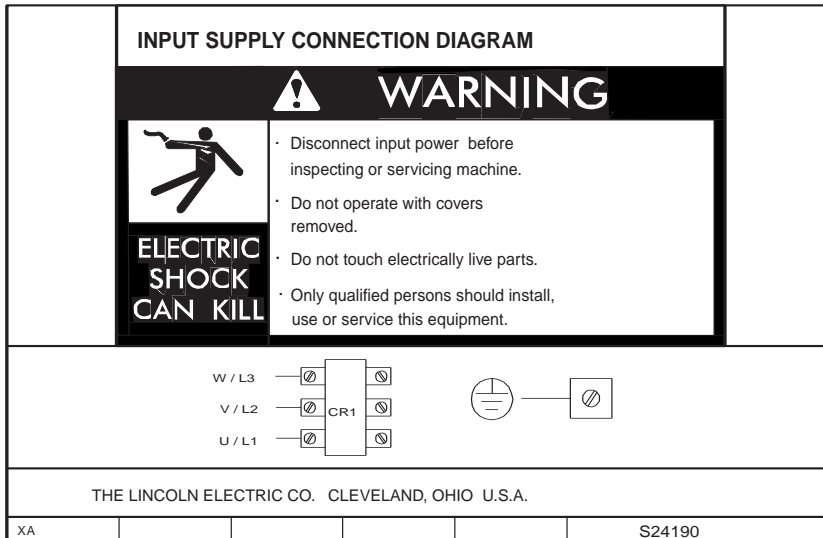 INPUT SUPPLY CONNECTION DIAGRAM
WARNING
ELECTRIC
SHOCK
CAN KILL
· Disconnect input power before
inspecting or servicing machine.
· Do not operate with covers
removed.
· Do not touch electrically live parts.
· Only qualified persons should install,
use or service this equipment.
W / L3
V / L2
U / L1
CR1
THE LINCOLN ELECTRIC CO. CLEVELAND, OHIO U.S.A.
XA
S24190